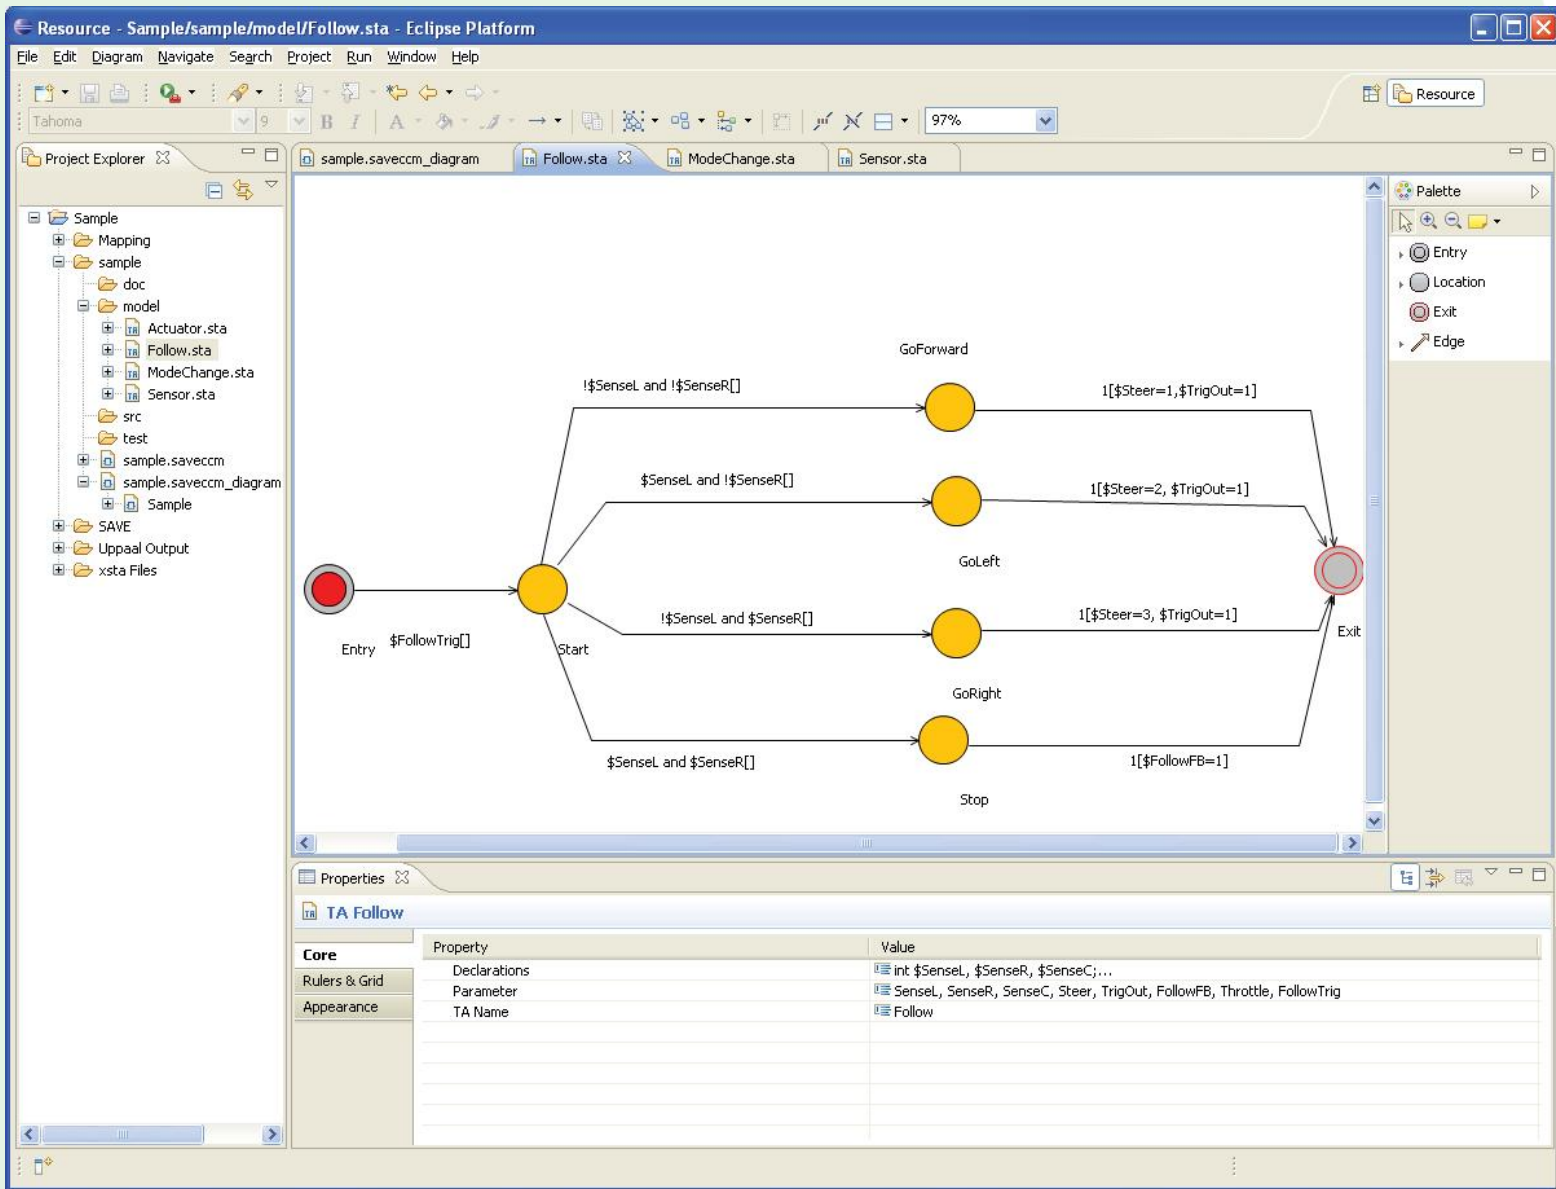 Resource - Sample/sample/model/Follow.sta - Eclipse Platform
File Edit Diagram Navigate Search Project Run Window Help
Resource
Tahoma 9 B I A 97%
Project Explorer
sample.saveccm_diagram Follow.sta ModeChange.sta Sensor.sta
Sample
Mapping
sample
doc
model
Actuator.sta
Follow.sta
ModeChange.sta
Sensor.sta
src
test
sample.saveccm
sample.saveccm_diagram
Sample
SAVE
Uppaal Output
xsta Files
GoForward
!$SenseL and !$SenseR[]
1[$Steer=1,$TrigOut=1]
$SenseL and !$SenseR[]
1[$Steer=2, $TrigOut=1]
GoLeft
!$SenseL and $SenseR[]
1[$Steer=3, $TrigOut=1]
Entry
$FollowTrig[]
Start
Exit
GoRight
$SenseL and $SenseR[]
1[$FollowFB=1]
Stop
Palette
Entry
Location
Exit
Edge
Properties
TA Follow
Core
Rulers & Grid
Appearance
Property Value
Declarations int $SenseL, $SenseR, $SenseC;...
Parameter SenseL, SenseR, SenseC, Steer, TrigOut, FollowFB, Throttle, FollowTrig
TA Name Follow